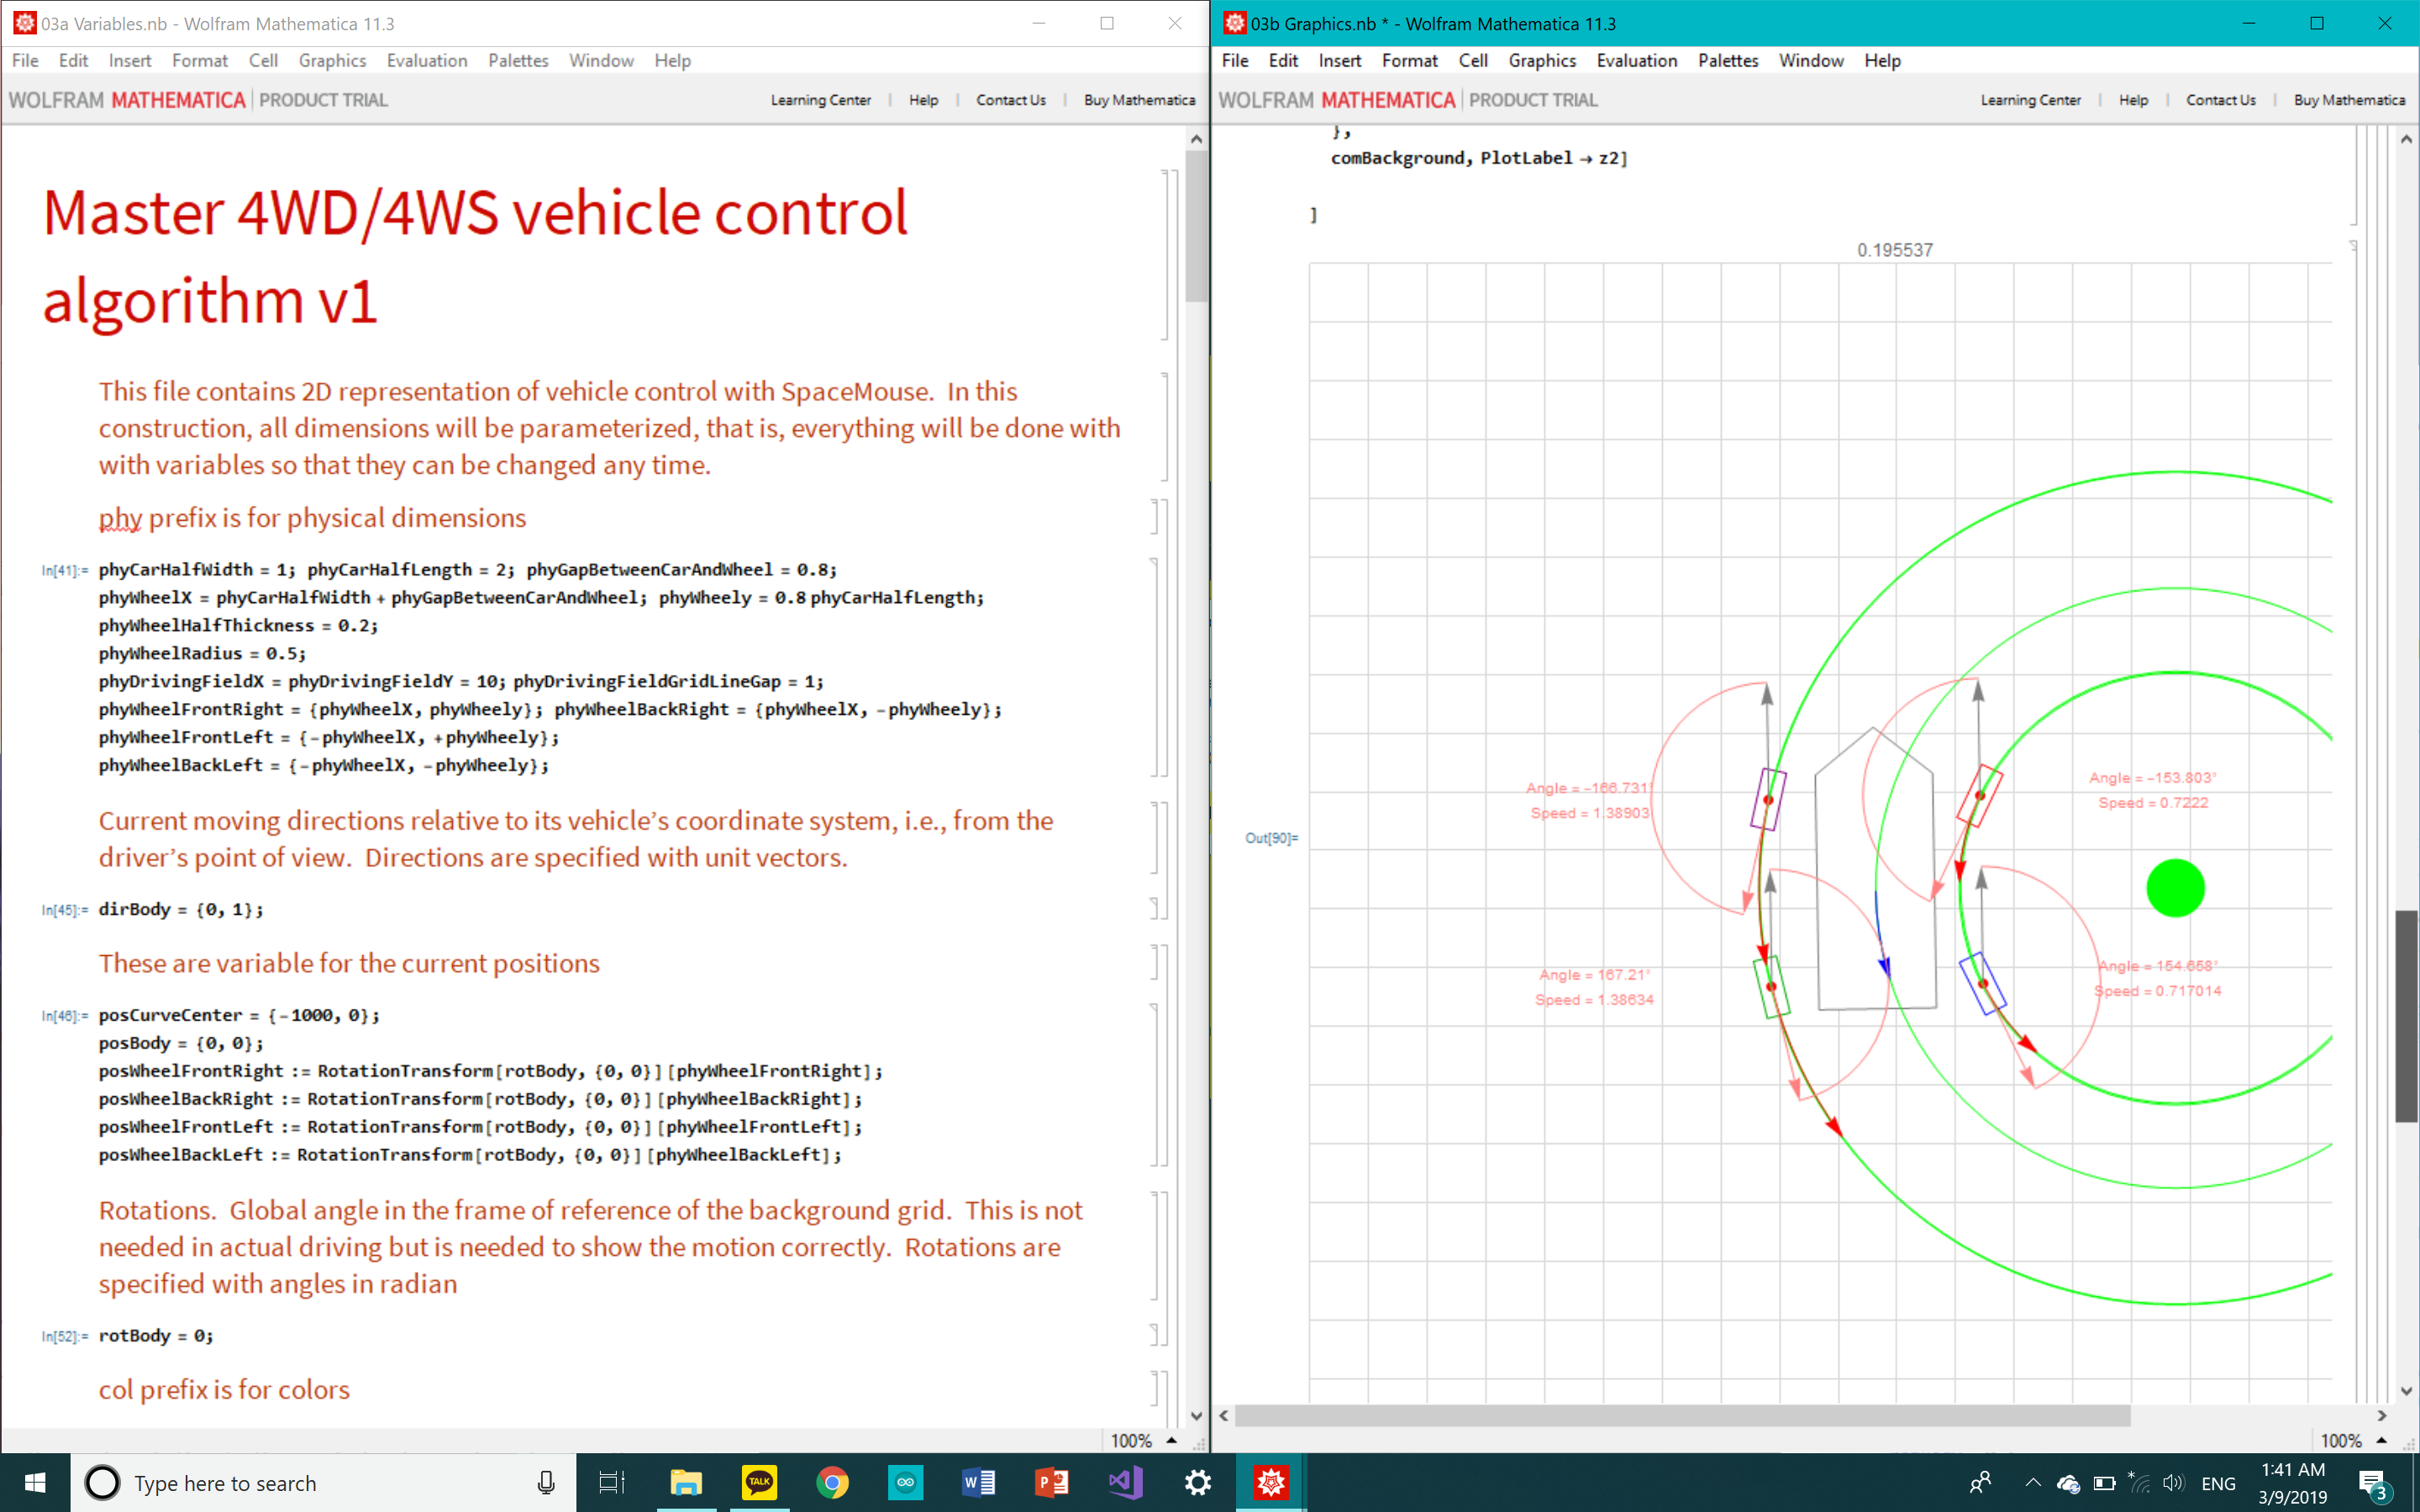 03a Variables.nb - Wolfram Mathematica 11.3
File Edit Insert Format Cell Graphics Evaluation Palettes Window Help
WOLFRAM MATHEMATICA | PRODUCT TRIAL
Learning Center | Help | Contact Us | Buy Mathematica
Master 4WD/4WS vehicle control
algorithm v1
This file contains 2D representation of vehicle control with SpaceMouse. In this
construction, all dimensions will be parameterized, that is, everything will be done with
with variables so that they can be changed any time.
phy prefix is for physical dimensions
In[41]:= phyCarHalfWidth = 1; phyCarHalfLength = 2; phyGapBetweenCarAndWheel = 0.8;
phyWheelX = phyCarHalfWidth + phyGapBetweenCarAndWheel; phyWheely = 0.8 phyCarHalfLength;
phyWheelHalfThickness = 0.2;
phyWheelRadius = 0.5;
phyDrivingFieldX = phyDrivingFieldY = 10; phyDrivingFieldGridLineGap = 1;
phyWheelFrontRight = {phyWheelX, phyWheely}; phyWheelBackRight = {phyWheelX, -phyWheely};
phyWheelFrontLeft = {-phyWheelX, +phyWheely};
phyWheelBackLeft = {-phyWheelX, -phyWheely};
Current moving directions relative to its vehicle's coordinate system, i.e., from the
driver's point of view. Directions are specified with unit vectors.
In[45]:= dirBody = {0, 1};
These are variable for the current positions
In[46]:= posCurveCenter = {-1000, 0};
posBody = {0, 0};
posWheelFrontRight := RotationTransform[rotBody, {0, 0}][phyWheelFrontRight];
posWheelBackRight := RotationTransform[rotBody, {0, 0}][phyWheelBackRight];
posWheelFrontLeft := RotationTransform[rotBody, {0, 0}][phyWheelFrontLeft];
posWheelBackLeft := RotationTransform[rotBody, {0, 0}][phyWheelBackLeft];
Rotations. Global angle in the frame of reference of the background grid. This is not
needed in actual driving but is needed to show the motion correctly. Rotations are
specified with angles in radian
In[52]:= rotBody = 0;
col prefix is for colors
100%
03b Graphics.nb * - Wolfram Mathematica 11.3
File Edit Insert Format Cell Graphics Evaluation Palettes Window Help
WOLFRAM MATHEMATICA | PRODUCT TRIAL
Learning Center | Help | Contact Us | Buy Mathematica
},
comBackground, PlotLabel → z2]
]
0.195537
Angle = -153.803°
Speed = 0.7222
Angle = -166.731°
Speed = 1.38903
Out[90]=
Angle = 154.658°
Speed = 0.717014
Angle = 167.21°
Speed = 1.38634
100%
Type here to search
TALK
ENG
1:41 AM
3/9/2019
3